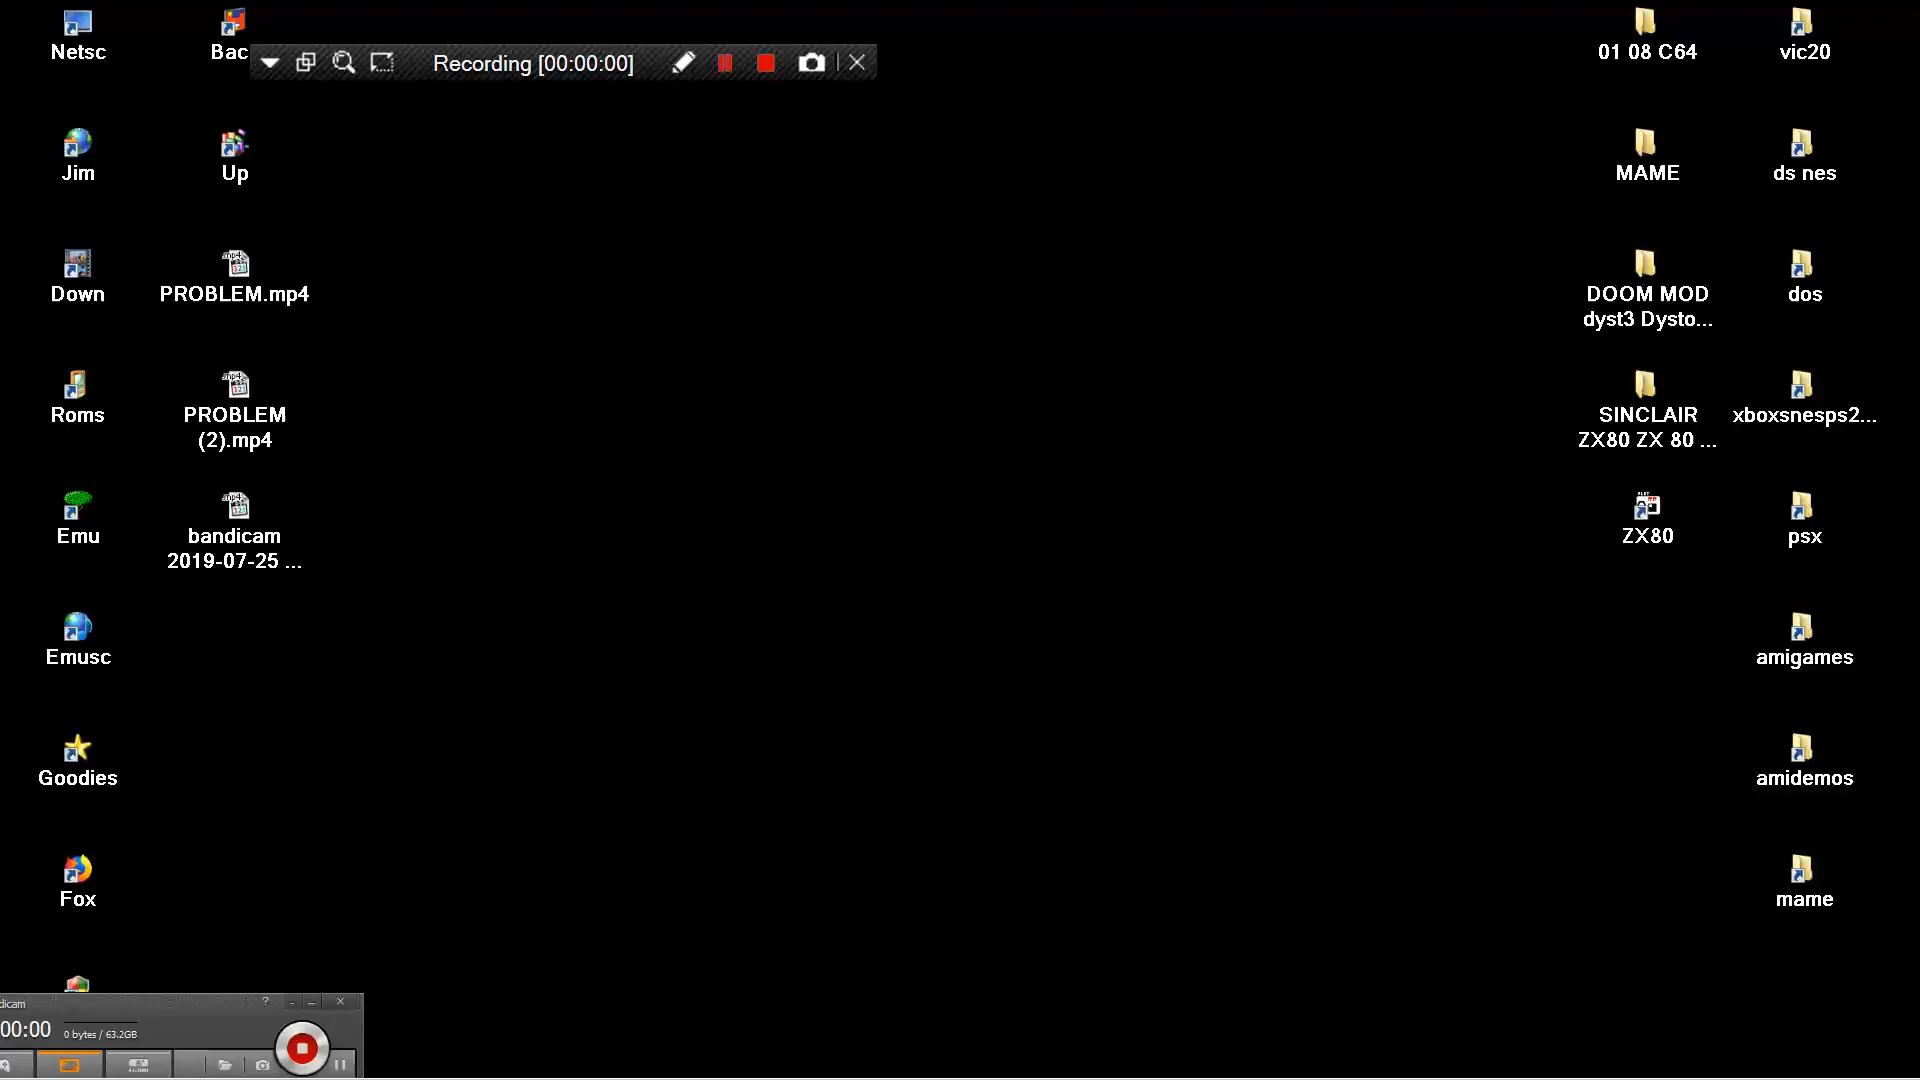 Netsc
Bac
Recording [00:00:00]
01 08 C64
vic20
Jim
Up
MAME
ds nes
Down
PROBLEM.mp4
DOOM MOD
dyst3 Dysto...
dos
Roms
PROBLEM
(2).mp4
SINCLAIR
ZX80 ZX 80 ...
xboxsnesps2...
Emu
bandicam
2019-07-25 ...
ZX80
psx
Emusc
amigames
Goodies
amidemos
Fox
mame
dicam
00:00
0 bytes / 63.2GB